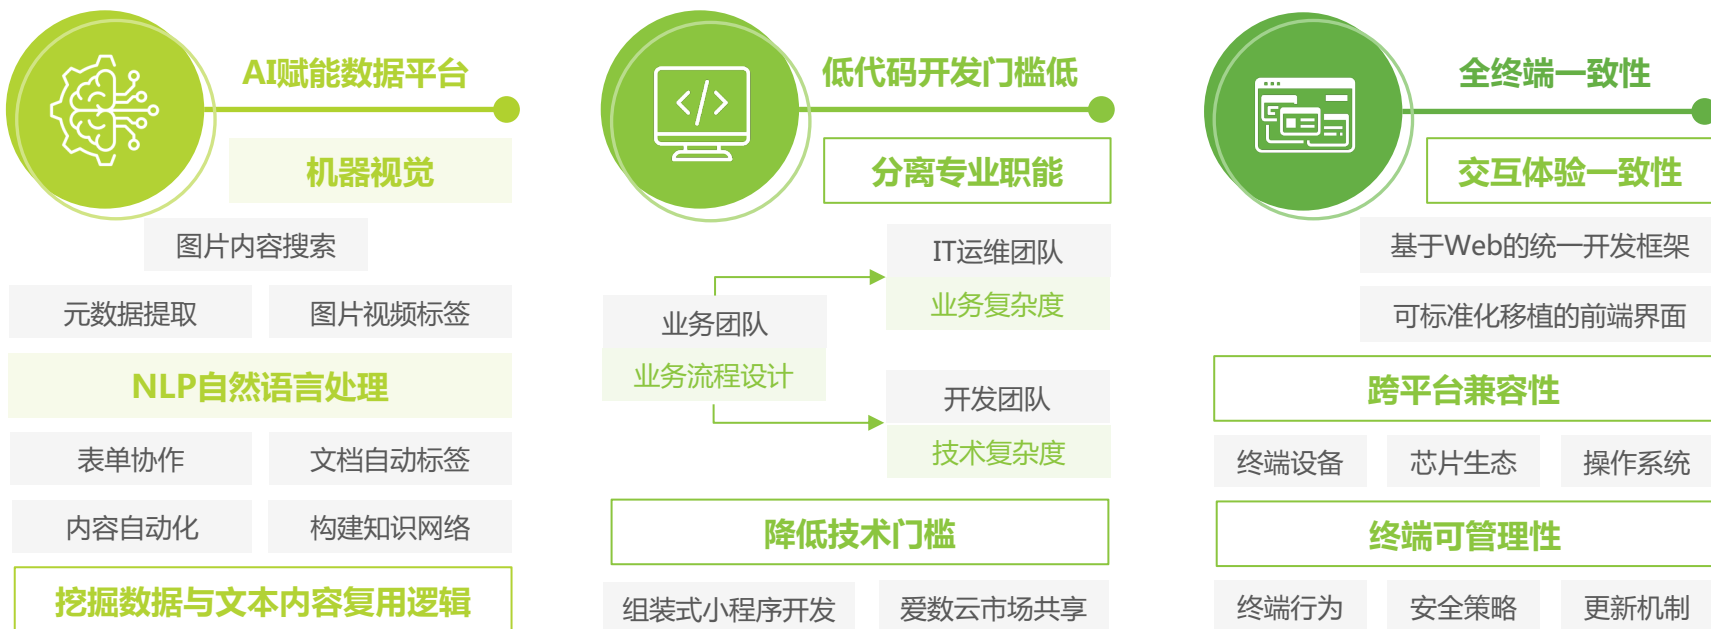 AI赋能数据平台
机器视觉
图片内容搜索
元数据提取
图片视频标签
NLP自然语言处理
表单协作
文档自动标签
内容自动化
构建知识网络
挖掘数据与文本内容复用逻辑
低代码开发门槛低
分离专业职能
IT运维团队
业务复杂度
业务团队
业务流程设计
开发团队
技术复杂度
降低技术门槛
组装式小程序开发
爱数云市场共享
全终端一致性
交互体验一致性
基于Web的统一开发框架
可标准化移植的前端界面
跨平台兼容性
终端设备
芯片生态
操作系统
终端可管理性
终端行为
安全策略
更新机制